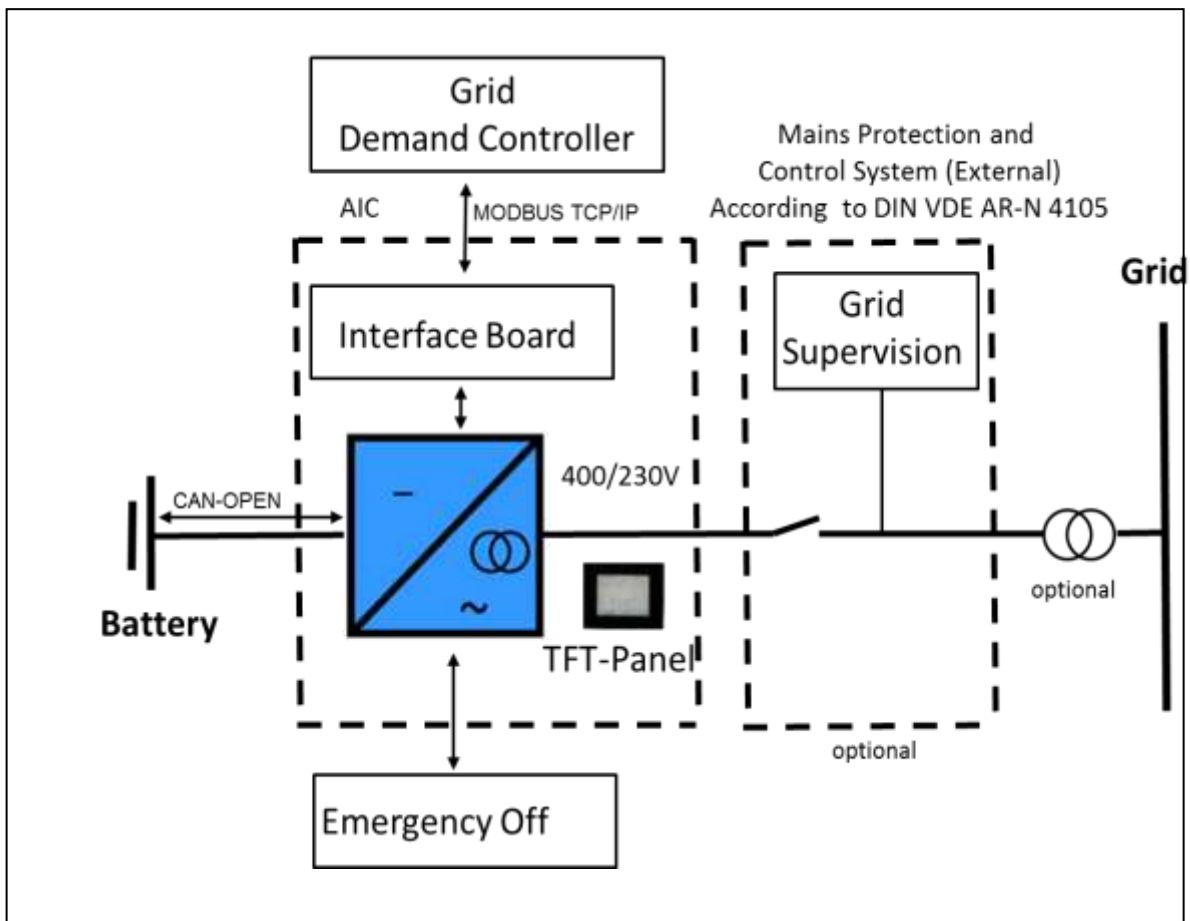 Grid
Demand Controller
Mains Protection and
Control System (External)
According to DIN VDE AR-N 4105
AIC
MODBUS TCP/IP
Grid
Interface Board
Grid
Supervision
400/230V
–
CAN-OPEN
~
optional
Battery
TFT-Panel
optional
Emergency Off